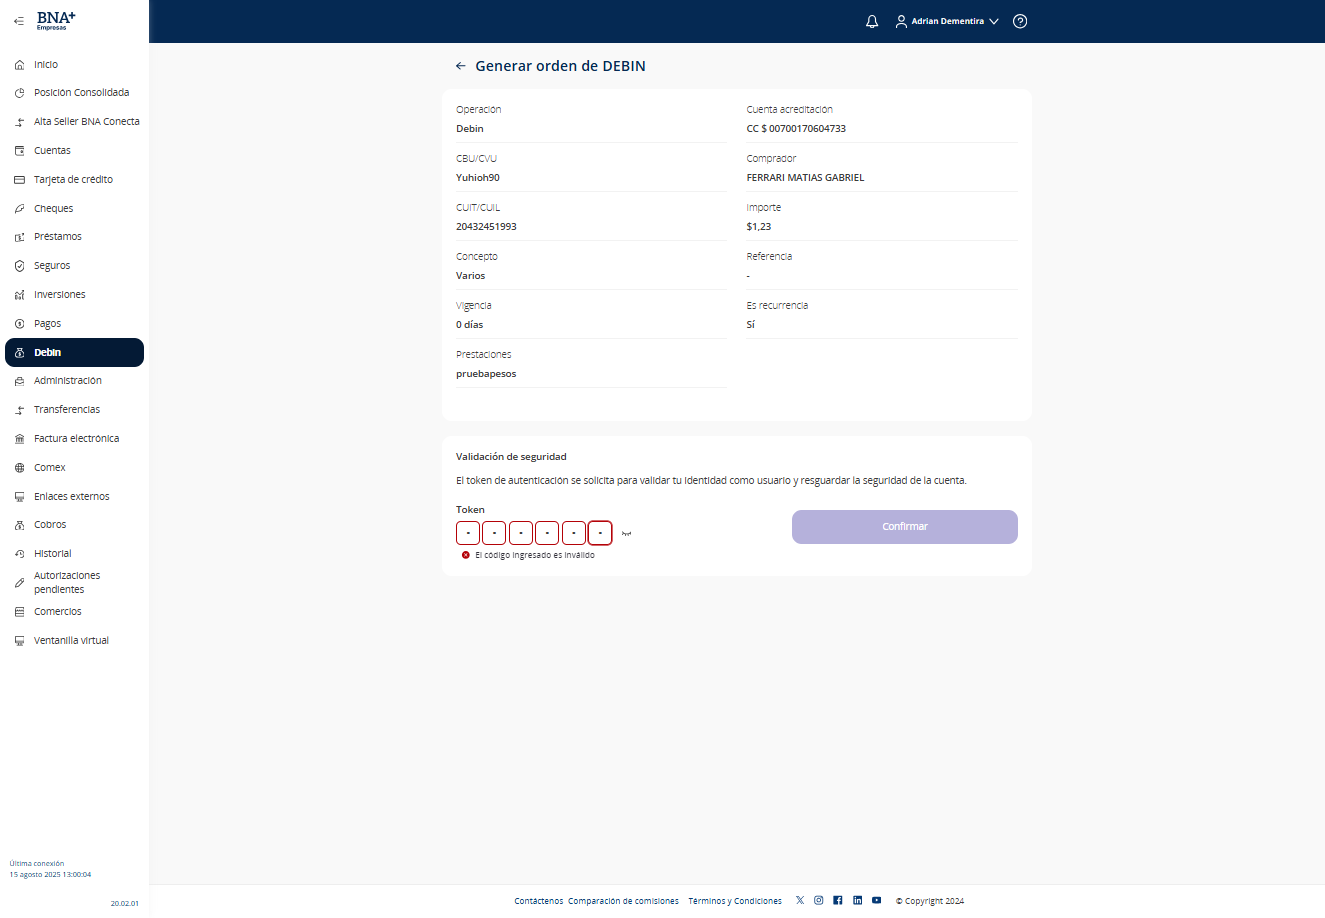 BNA+
Empresas
Adrian Dementira
Inicio
Posición Consolidada
Alta Seller BNA Conecta
Cuentas
Tarjeta de crédito
Cheques
Préstamos
Seguros
Inversiones
Pagos
Debin
Administración
Transferencias
Factura electrónica
Comex
Enlaces externos
Cobros
Historial
Autorizaciones
pendientes
Comercios
Ventanilla virtual
Última conexión
15 agosto 2025 13:00:04
20.02.01
Generar orden de DEBIN
Operación
Debin
Cuenta acreditación
CC $ 00700170604733
CBU/CVU
Yuhioh90
Comprador
FERRARI MATIAS GABRIEL
CUIT/CUIL
20432451993
Importe
$1,23
Concepto
Varios
Referencia
-
Vigencia
0 días
Es recurrencia
Sí
Prestaciones
pruebapesos
Validación de seguridad
El token de autenticación se solicita para validar tu identidad como usuario y resguardar la seguridad de la cuenta.
Token
Confirmar
El código ingresado es inválido
Contáctenos Comparación de comisiones Términos y Condiciones © Copyright 2024